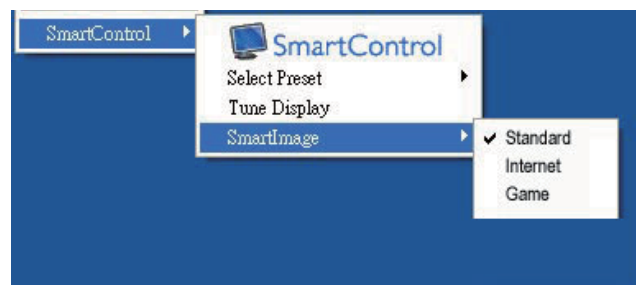 SmartControl
SmartControl
Select Preset
Tune Display
SmartImage
Standard
Internet
Game